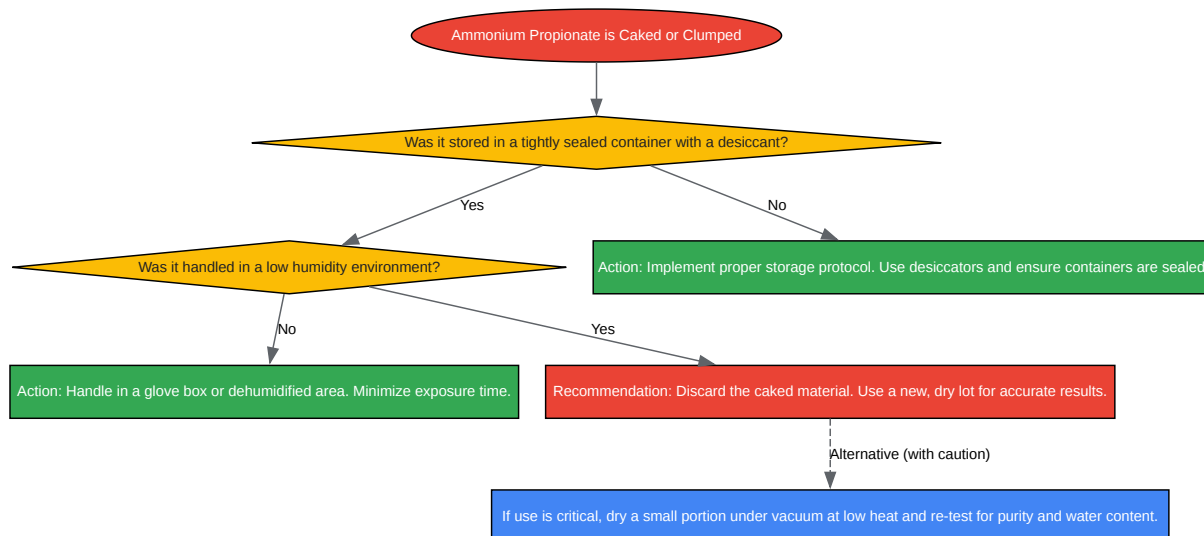 Ammonium Propionate is Caked or Clumped
Was it stored in a tightly sealed container with a desiccant?
Yes
No
Was it handled in a low humidity environment?
Action: Implement proper storage protocol. Use desiccators and ensure containers are sealed
No
Yes
Action: Handle in a glove box or dehumidified area. Minimize exposure time.
Recommendation: Discard the caked material. Use a new, dry lot for accurate results.
Alternative (with caution)
If use is critical, dry a small portion under vacuum at low heat and re-test for purity and water content.